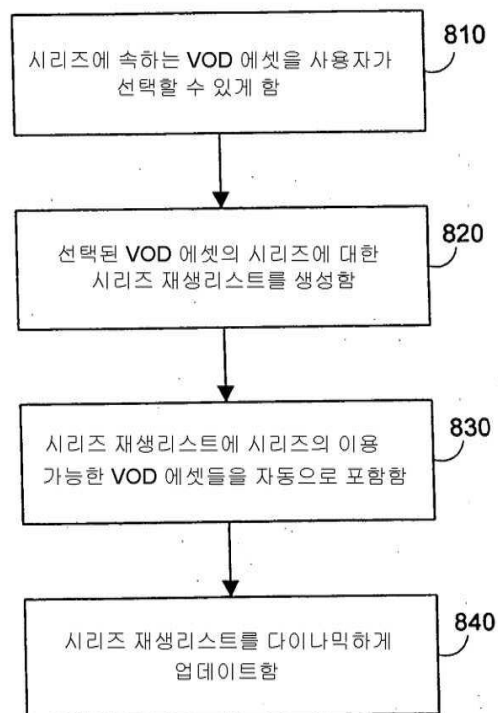 810
시리즈에 속하는 VOD 에셋을 사용자가
선택할 수 있게 함
820
선택된 VOD 에셋의 시리즈에 대한
시리즈 재생리스트를 생성함
830
시리즈 재생리스트에 시리즈의 이용
가능한 VOD 에셋들을 자동으로 포함함
840
시리즈 재생리스트를 다이나믹하게
업데이트함